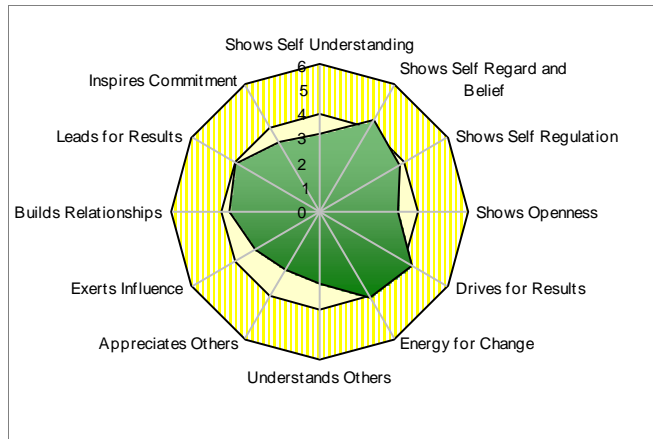 Shows Self Understanding
Shows Self Regard and
Belief
Shows Self Regulation
Shows Openness
Drives for Results
Energy for Change
Understands Others
Appreciates Others
Exerts Influence
Builds Relationships
Leads for Results
Inspires Commitment
6
5
4
3
2
1
0